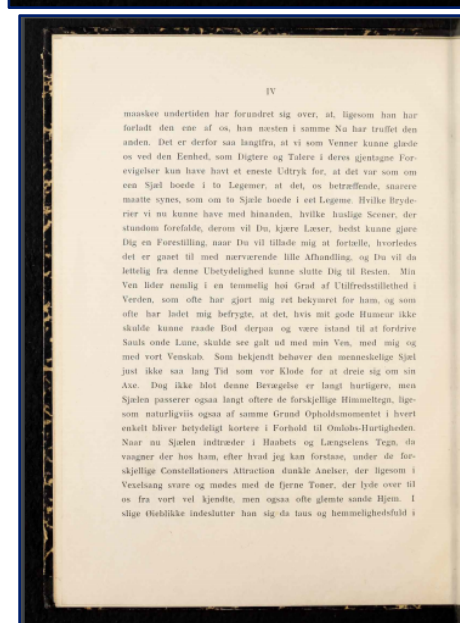 IV
maaskee undertiden har forundret sig over, at, ligesom han har
forladt den ene af os, han næsten i samme Nu har truffet den
anden. Det er derfor saa langtfra, at vi som Venner kunne glæde
os ved den Eenhed, som Digtere og Talere i deres gjentagne For-
evigelser kun have havt et eneste Udtryk for, at det var som om
een Sjæl boede i to Legemer, at det, os betræffende, snarere
maatte synes, som om to Sjæle boede i eet Legeme. Hvilke Bryde-
rier vi nu kunne have med hinanden, hvilke huslige Scener, der
stundom forefalde, derom vil Du, kjære Læser, bedst kunne gjøre
Dig en Forestilling, naar Du vil tillade mig at fortælle, hvorledes
det er gaaet til med nærværende lille Afhandling, og Du vil da
letteligt fra denne Ubetydelighed kunne slutte Dig til Resten. Min
Ven lider nemlig i en temmelig høi Grad af Utilfredsstillethed i
Verden, som ofte har gjort mig ret bekymret for ham, og som
ofte har ladet mig befrygte, at det, hvis mit gode Humeur ikke
skulde kunne raade Bod derpaa og være istand til at fordrive
Sauls onde Lune, skulde see galt ud med min Ven, med mig og
med vort Venskab. Som bekjendt behøver den menneskelige Sjæl
just ikke saa lang Tid som vor Klode for at dreie sig om sin
Axe. Dog ikke blot denne Bevægelse er langt hurtigere, men
Sjælen passerer ogsaa langt oftere de forskjellige Himmeltegn, lige-
som naturligviis ogsaa af samme Grund Opholdsmomentet i hvert
enkelt bliver betydeligt kortere i Forhold til Omløbs-Hurtigheden.
Naar nu Sjælen indtræder i Haabets og Længselens Tegn, da
vaagner der hos ham, efter hvad jeg kan forstaae, under de for-
skjellige Constellationers Attraction dunkle Anelser, der ligesom i
Vexelsang svare og mødes med de fjerne Toner, der lyde over til
os fra vort vel kjendte, men ogsaa ofte glemte sande Hjem. I
slige Øieblikke indeslutter han sig da taus og hemmelighedsfuld i